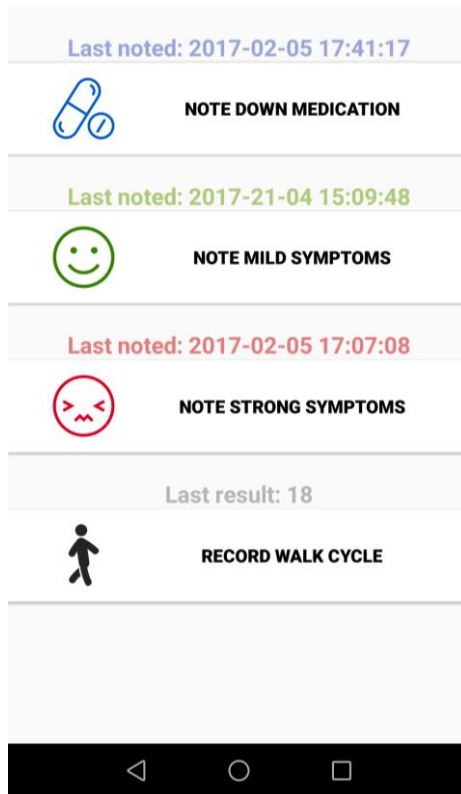 Last noted: 2017-02-05 17:41:17
NOTE DOWN MEDICATION
Last noted: 2017-21-04 15:09:48
NOTE MILD SYMPTOMS
Last noted: 2017-02-05 17:07:08
NOTE STRONG SYMPTOMS
Last result: 18
RECORD WALK CYCLE